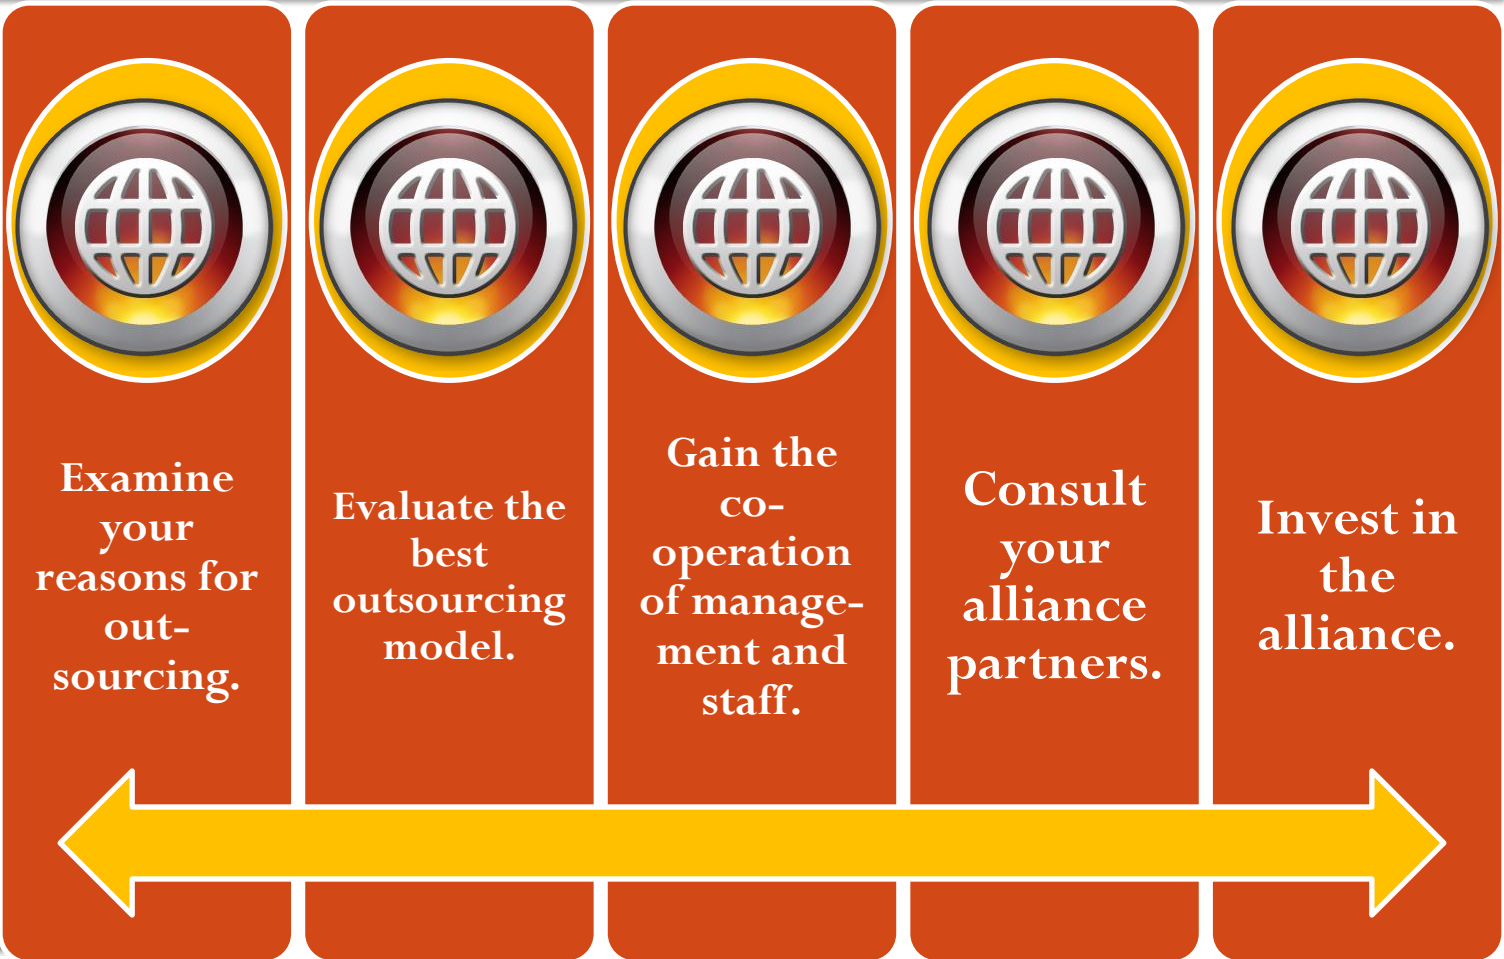 Examine
your
reasons for
out-
sourcing.
Evaluate the
best
outsourcing
model.
Gain the
co-
operation
of manage-
ment and
staff.
Consult
your
alliance
partners.
Invest in
the
alliance.